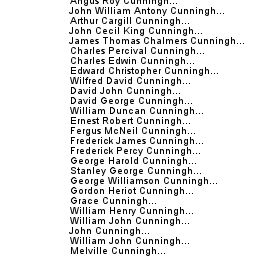 Angus Roy Cunningh...
John William Antony Cunningh...
Arthur Cargill Cunningh...
John Cecil King Cunningh...
James Thomas Chalmers Cunningh...
Charles Percival Cunningh...
Charles Edwin Cunningh...
Edward Christopher Cunningh...
Wilfred David Cunningh...
David John Cunningh...
David George Cunningh...
William Duncan Cunningh...
Ernest Robert Cunningh...
Fergus McNeil Cunningh...
Frederick James Cunningh...
Frederick Percy Cunningh...
George Harold Cunningh...
Stanley George Cunningh...
George Williamson Cunningh...
Gordon Heriot Cunningh...
Grace Cunningh...
William Henry Cunningh...
William John Cunningh...
John Cunningh...
William John Cunningh...
Melville Cunningh...